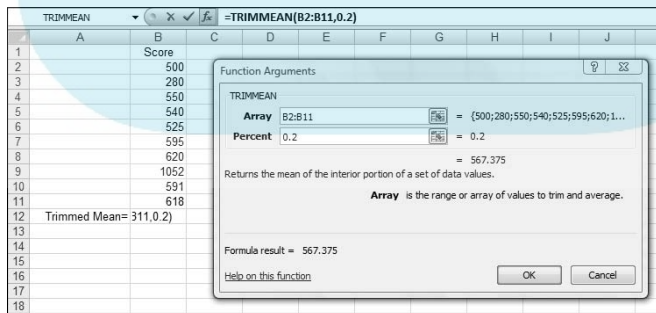 TRIMMEAN fx =TRIMMEAN(B2:B11,0.2)
A B C D E F G H I J
1 Score
2 500
3 280
4 550
5 540
6 525
7 595
8 620
9 1052
10 591
11 618
12 Trimmed Mean= 311,0.2)
13
14
15
16
17
18
Function Arguments ?
TRIMMEAN
Array B2:B11 = {500;280;550;540;525;595;620;1...
Percent 0.2 = 0.2
= 567.375
Returns the mean of the interior portion of a set of data values.
Array is the range or array of values to trim and average.
Formula result = 567.375
Help on this function OK Cancel